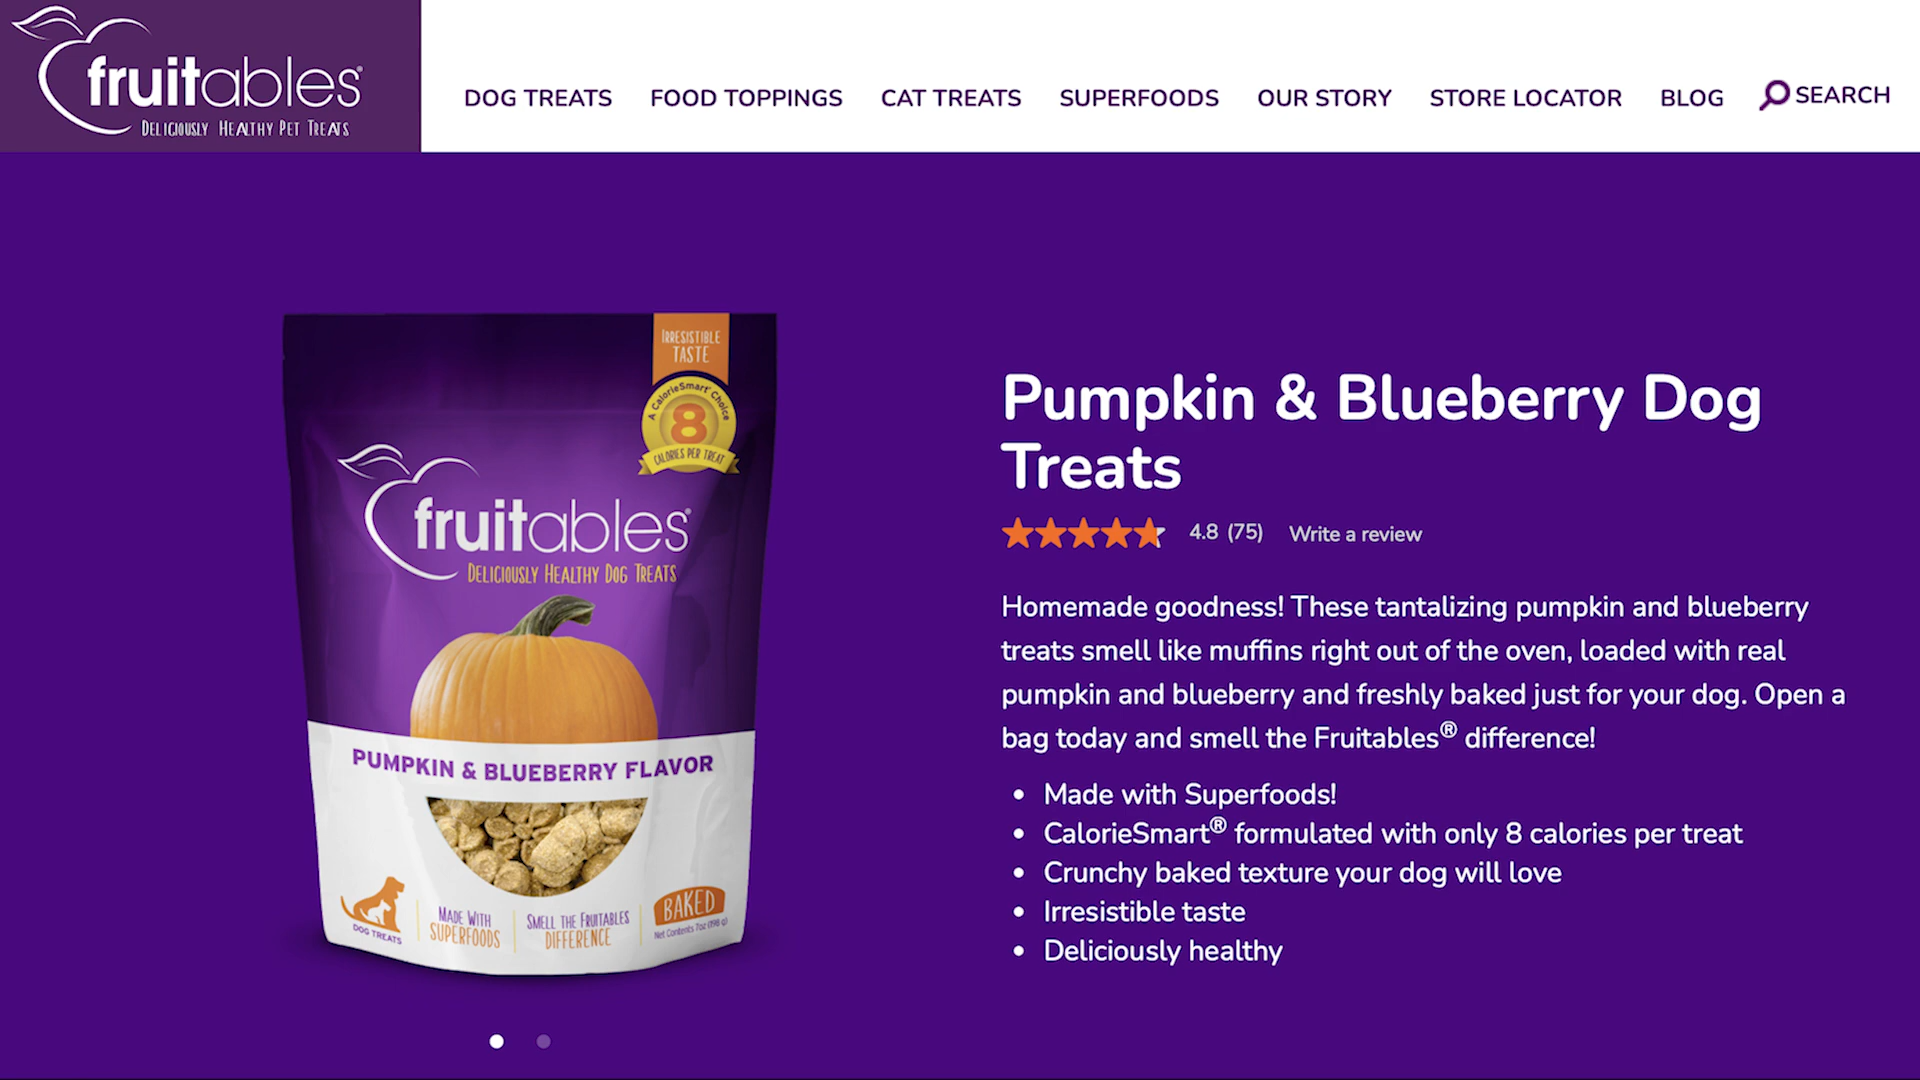 fruitables®
DELICIOUSLY HEALTHY PET TREATS
DOG TREATS
FOOD TOPPINGS
CAT TREATS
SUPERFOODS
OUR STORY
STORE LOCATOR
BLOG
SEARCH
IRRESISTIBLE
TASTE
A CalorieSmart® Choice
8
CALORIES PER TREAT
fruitables®
DELICIOUSLY HEALTHY DOG TREATS
PUMPKIN & BLUEBERRY FLAVOR
DOG TREATS
MADE WITH
SUPERFOODS
SMELL THE FRUITABLES
DIFFERENCE
BAKED
Net Contents 7oz (198 g)
Pumpkin & Blueberry Dog
Treats
4.8 (75) Write a review
Homemade goodness! These tantalizing pumpkin and blueberry
treats smell like muffins right out of the oven, loaded with real
pumpkin and blueberry and freshly baked just for your dog. Open a
bag today and smell the Fruitables® difference!
• Made with Superfoods!
• CalorieSmart® formulated with only 8 calories per treat
• Crunchy baked texture your dog will love
• Irresistible taste
• Deliciously healthy